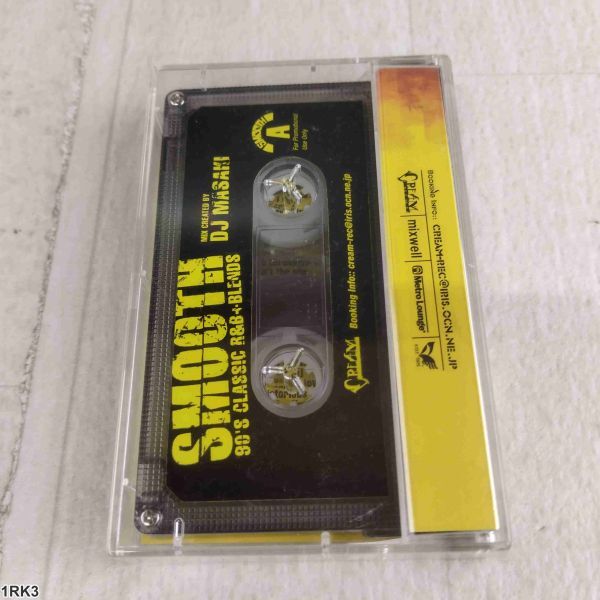 SMOOTH
90'S CLASSIC R&B+BLENDS
MIX CREATED BY
DJ MASAKI
SMOOTH
A
For Promotional
Use Only
CREAM
Booking Info:: cream-rec@iris.ocn.ne.jp
Booking Info:: CREAM-REC@IRIS.OCN.NE.JP
CREAM
mixwell
Metro Lounge
1RK3